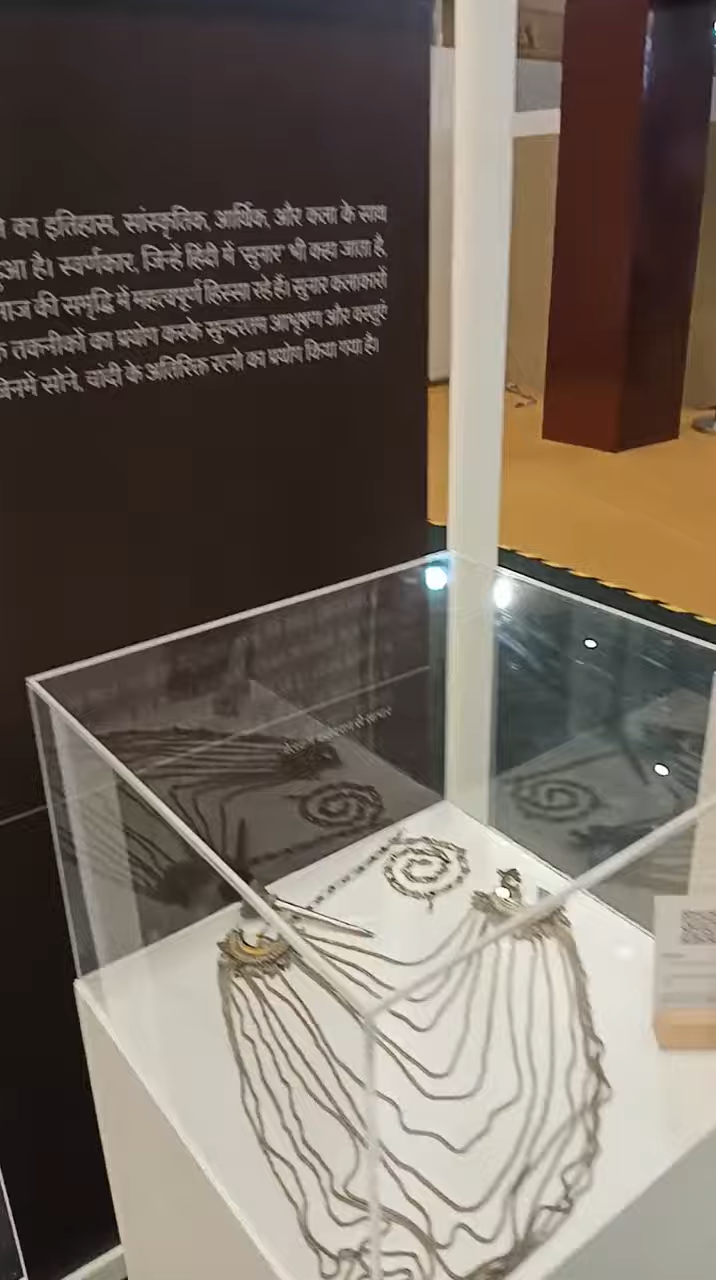 का इतिहास, सांस्कृतिक, आर्थिक, और कला के साथ
हुआ है। स्वर्णकार, जिन्हें हिंदी में 'सुनार' भी कहा जाता है,
की समृद्धि में महत्वपूर्ण हिस्सा रहे हैं। सुनार कलाकारों
तकनीकों का प्रयोग करके सुन्दरतम आभूषण और वस्तुएं
जिनमें सोने, चांदी के अतिरिक्त रत्नो का प्रयोग किया गया है।